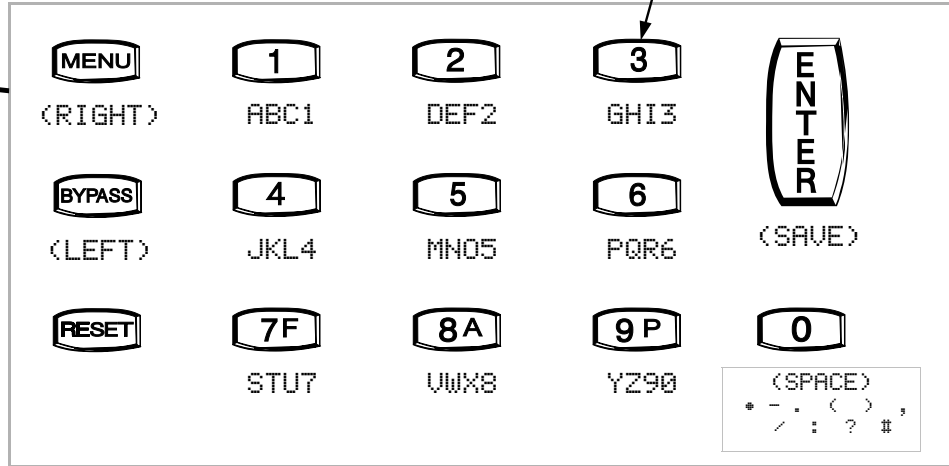 MENU 1 2 3 ENTER
(RIGHT) ABC1 DEF2 GHI3
BYPASS 4 5 6
(LEFT) JKL4 MNO5 PQR6 (SAVE)
RESET 7F 8A 9P 0
STU7 VWX8 YZ90 (SPACE)
* - . ( ) ,
/ : ? #